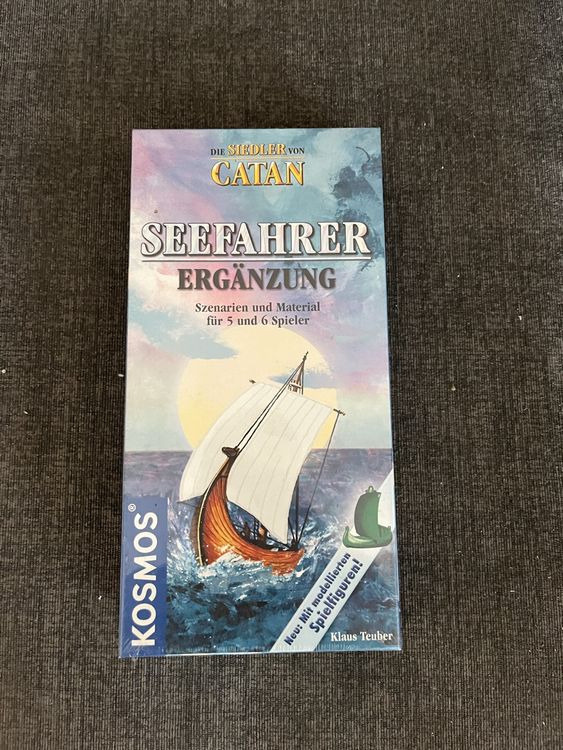 DIE SIEDLER VON
CATAN
SEEFAHRER
ERGÄNZUNG
Szenarien und Material
für 5 und 6 Spieler
KOSMOS®
Neu: Mit modellierten
Spielfiguren!
Klaus Teuber